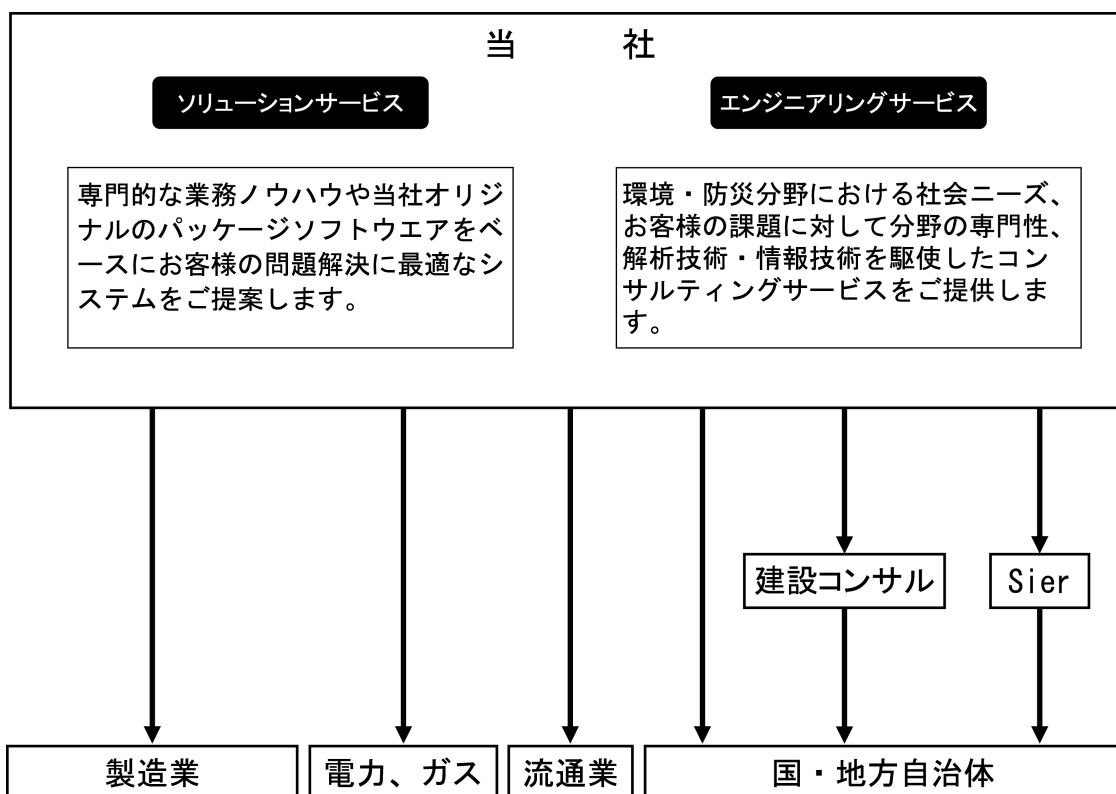 当 社
ソリューションサービス
エンジニアリングサービス
専門的な業務ノウハウや当社オリジ
ナルのパッケージソフトウエアをベ
ースにお客様の問題解決に最適なシ
ステムをご提案します。
環境・防災分野における社会ニーズ、
お客様の課題に対して分野の専門性、
解析技術・情報技術を駆使したコン
サルティングサービスをご提供しま
す。
建設コンサル
Sier
製造業
電力、ガス
流通業
国・地方自治体